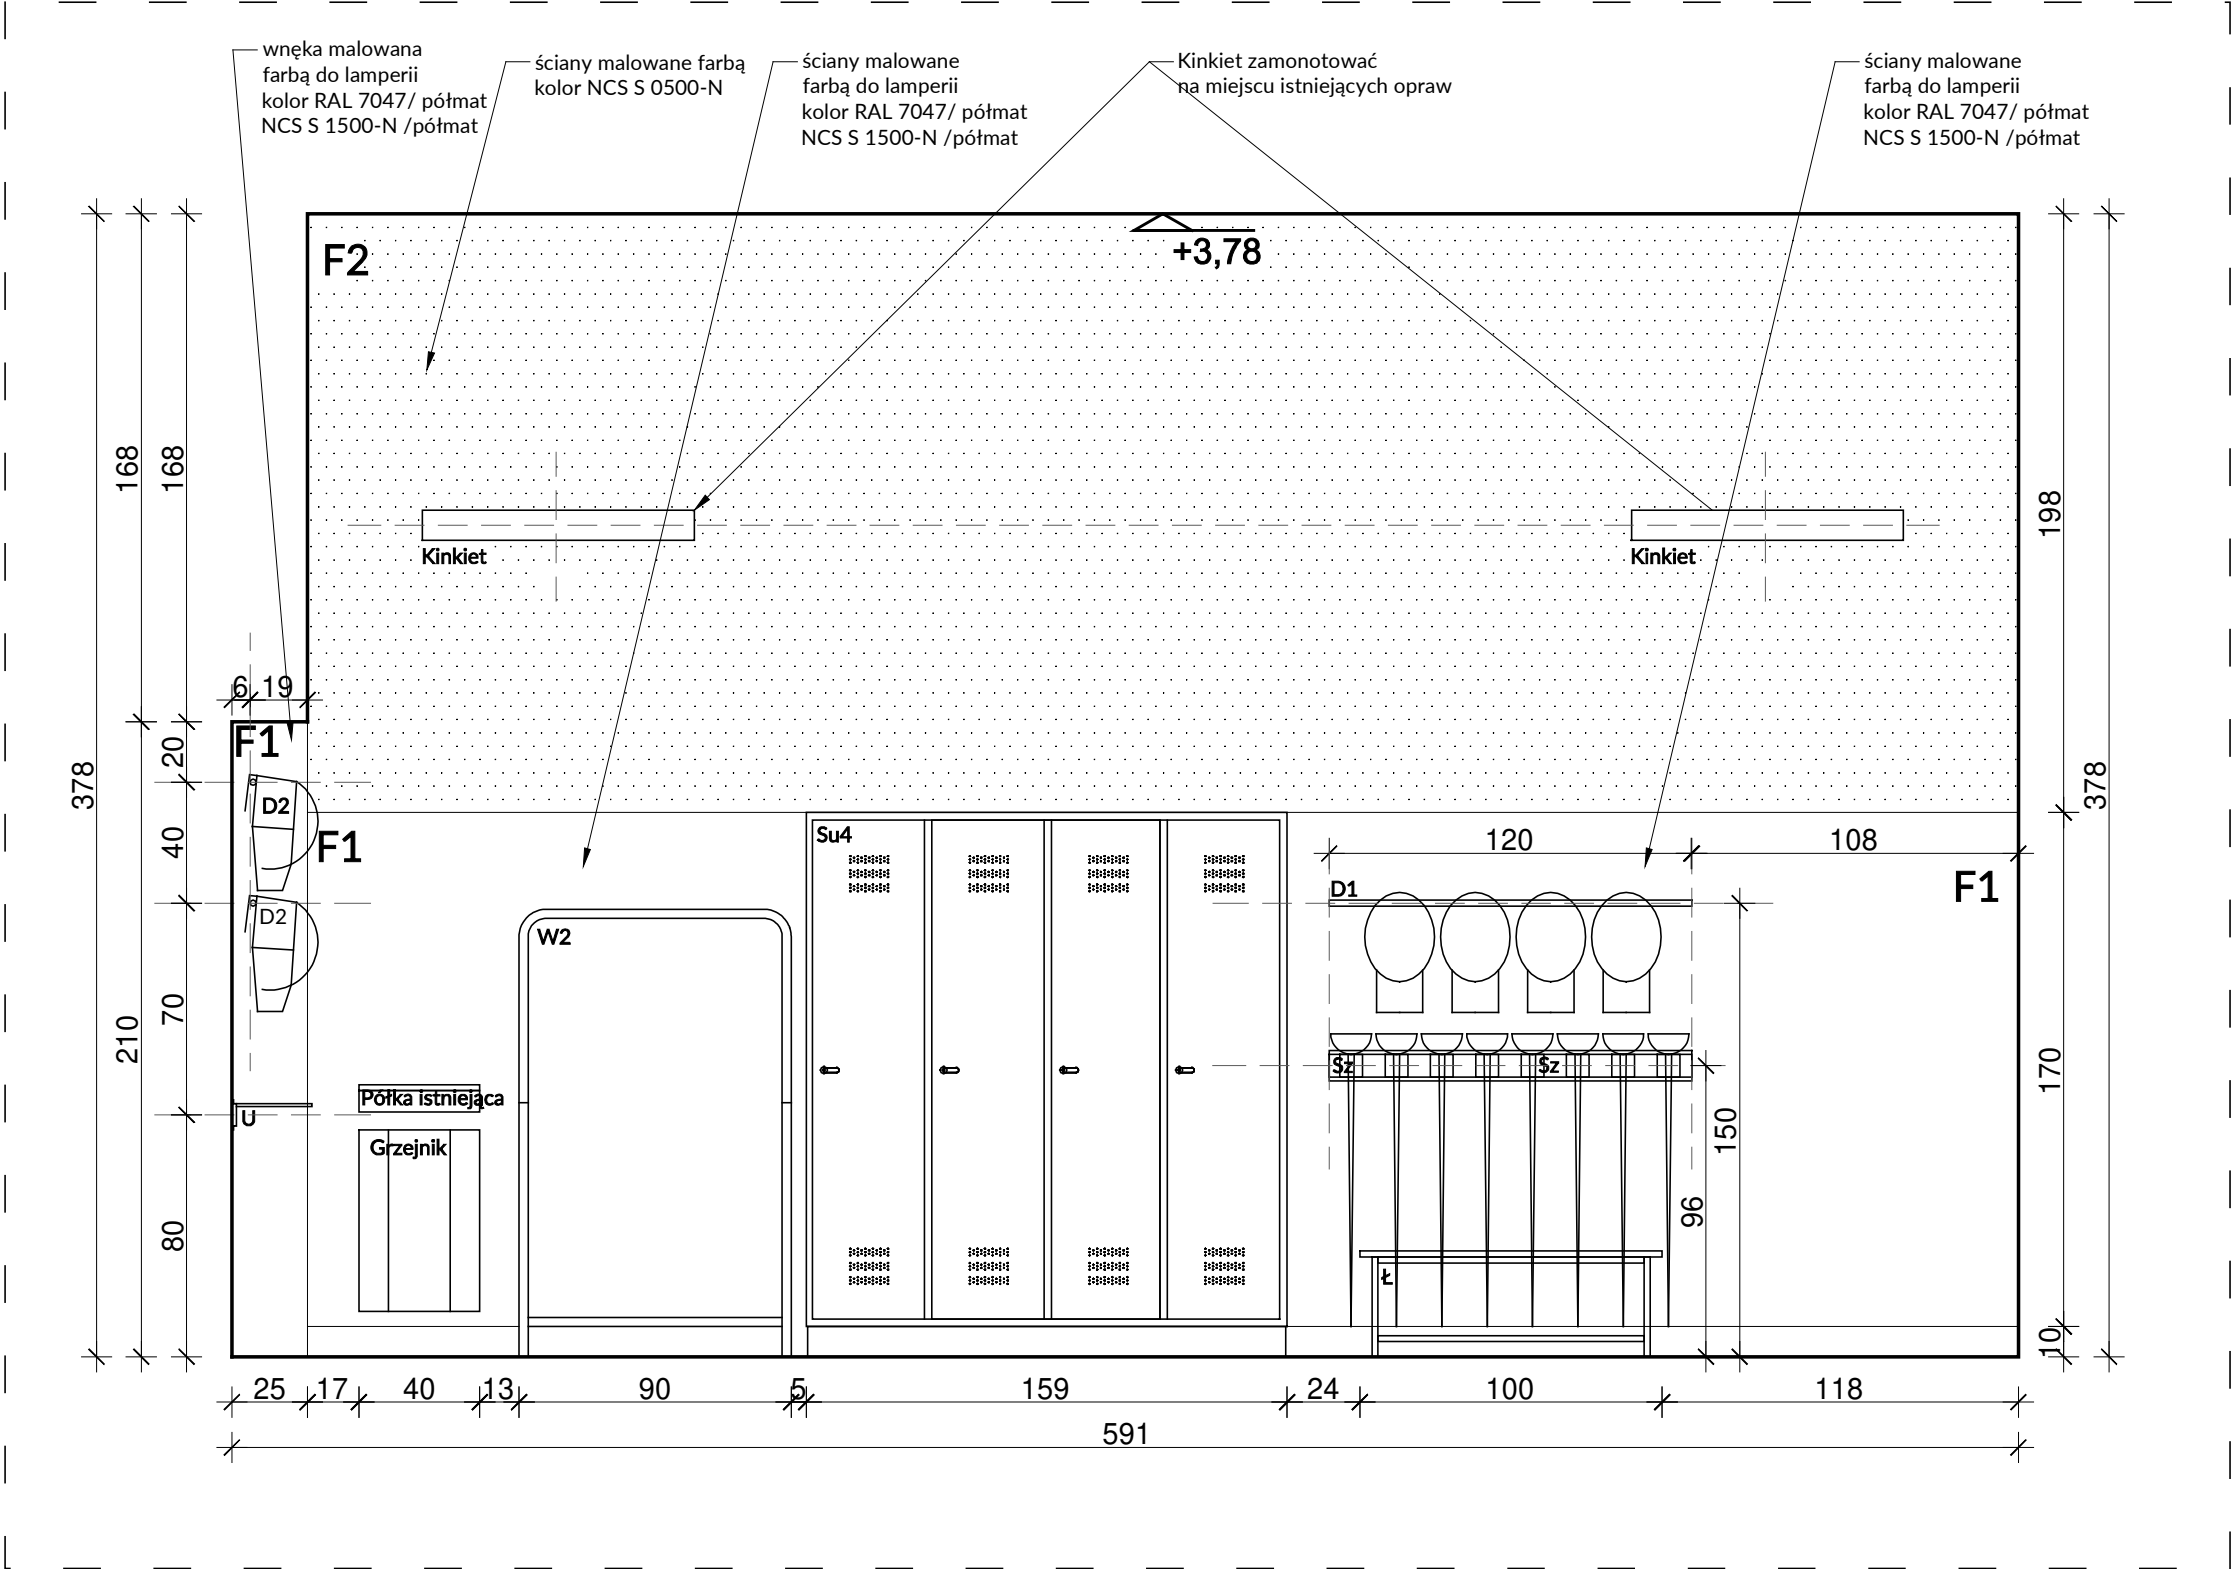 wnęka malowana
farbą do lamperii
kolor RAL 7047/ półmat
NCS S 1500-N /półmat
ściany malowane farbą
kolor NCS S 0500-N
ściany malowane
farbą do lamperii
kolor RAL 7047/ półmat
NCS S 1500-N /półmat
Kinkiet zamonotować
na miejscu istniejących opraw
ściany malowane
farbą do lamperii
kolor RAL 7047/ półmat
NCS S 1500-N /półmat
F2
+3,78
378
168
168
198
378
Kinkiet
Kinkiet
6
19
F1
20
D2
F1
40
D2
70
210
80
U
Półka istniejąca
Grzejnik
W2
Su4
120
108
D1
F1
Sz
Sz
150
96
Ł
170
10
25
17
40
13
90
5
159
24
100
118
591